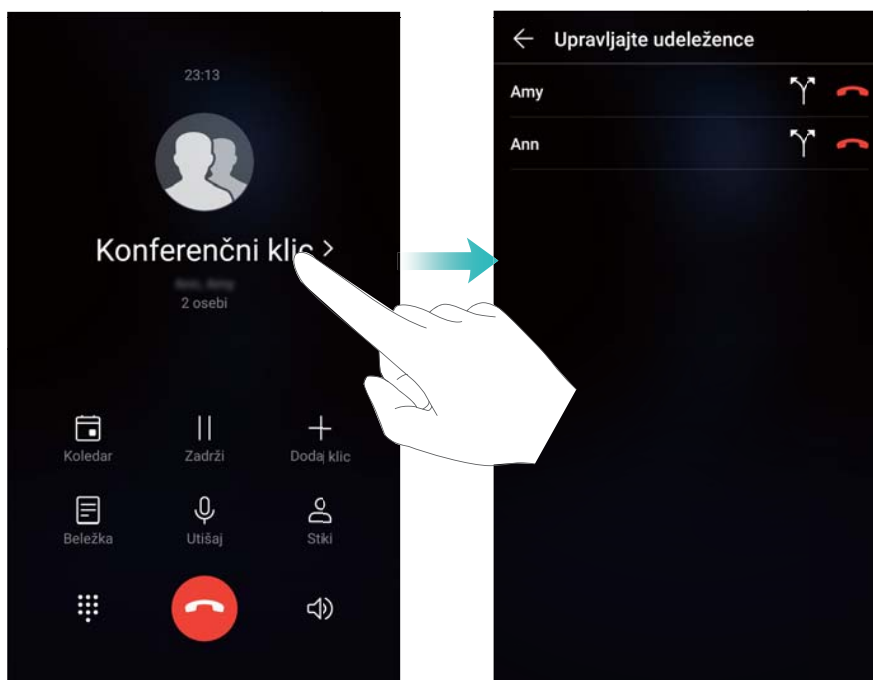 23:13
Konferenčni klic
2 osebi
Koledar
Zadrži
Dodaj klic
Beležka
Utišaj
Stiki
Upravljajte udeležence
Amy
Ann